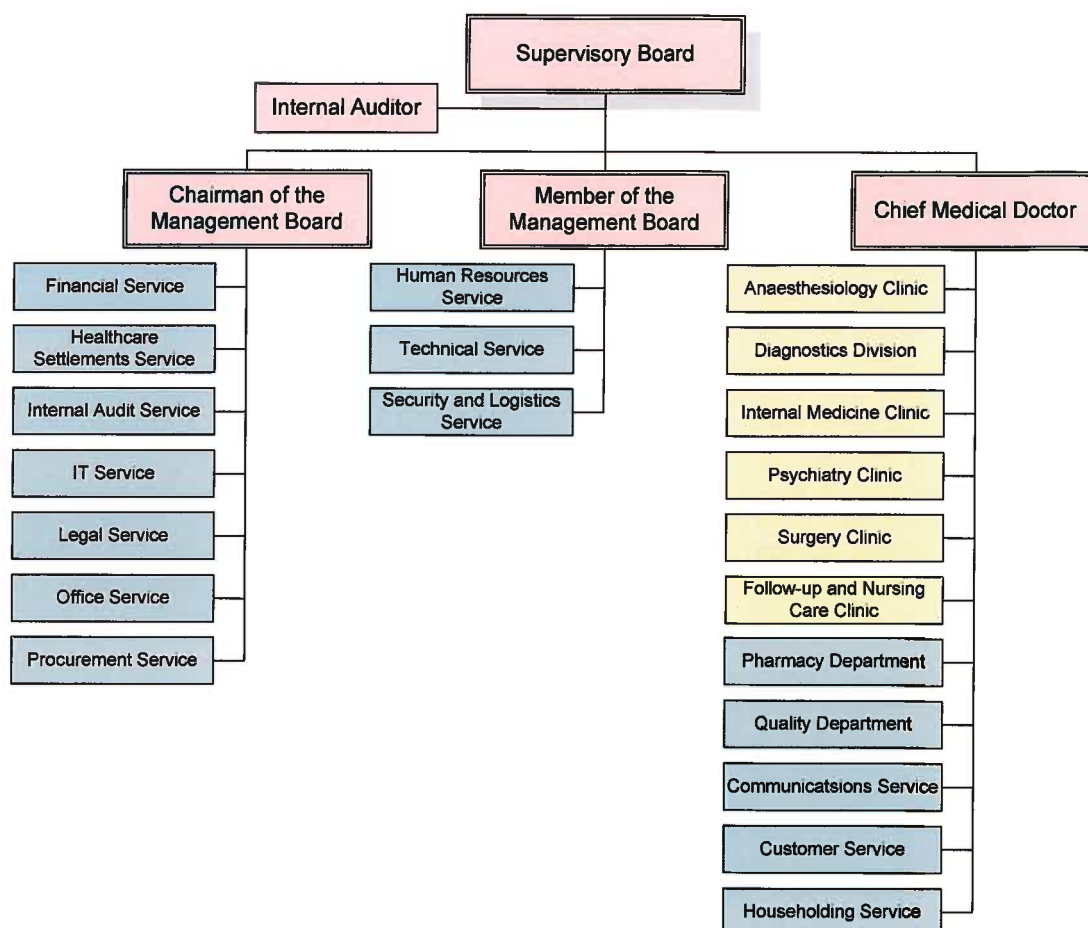 Supervisory Board
Internal Auditor
Chairman of the
Management Board
Member of the
Management Board
Chief Medical Doctor
Financial Service
Healthcare
Settlements Service
Internal Audit Service
IT Service
Legal Service
Office Service
Procurement Service
Human Resources
Service
Technical Service
Security and Logistics
Service
Anaesthesiology Clinic
Diagnostics Division
Internal Medicine Clinic
Psychiatry Clinic
Surgery Clinic
Follow-up and Nursing
Care Clinic
Pharmacy Department
Quality Department
Communicatsions Service
Customer Service
Householding Service